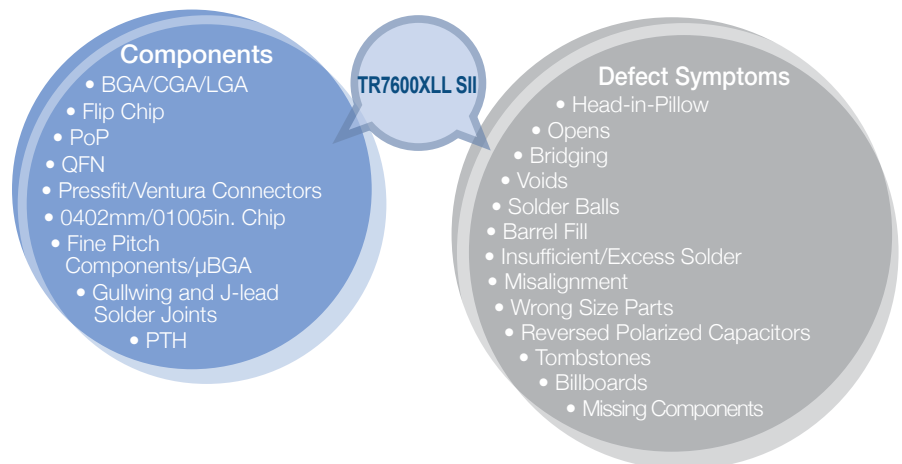 Components
• BGA/CGA/LGA
• Flip Chip
• PoP
• QFN
• Pressfit/Ventura Connectors
• 0402mm/01005in. Chip
• Fine Pitch
Components/µBGA
• Gullwing and J-lead
Solder Joints
• PTH
TR7600XLL SII
Defect Symptoms
• Head-in-Pillow
• Opens
• Bridging
• Voids
• Solder Balls
• Barrel Fill
• Insufficient/Excess Solder
• Misalignment
• Wrong Size Parts
• Reversed Polarized Capacitors
• Tombstones
• Billboards
• Missing Components